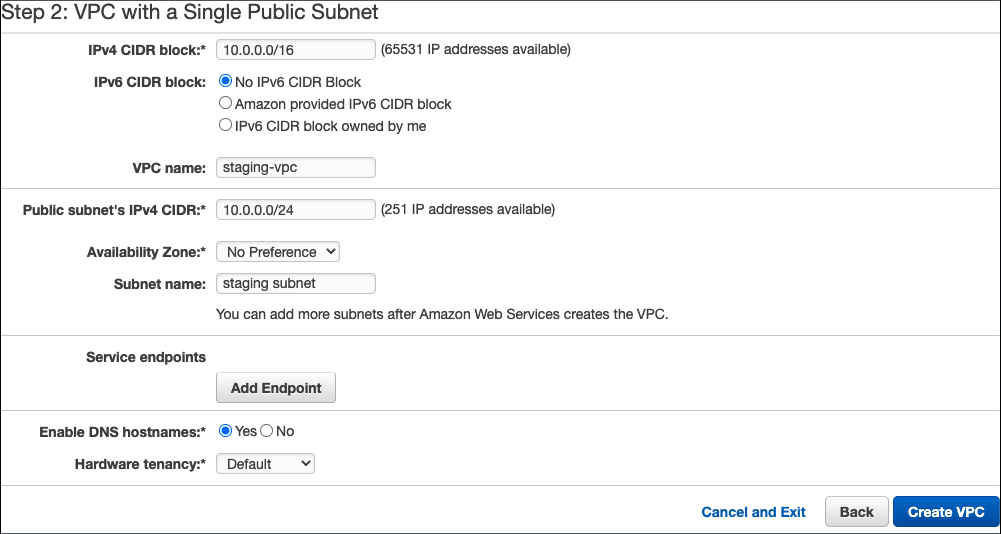 Step 2: VPC with a Single Public Subnet
IPv4 CIDR block:* 10.0.0.0/16 (65531 IP addresses available)
IPv6 CIDR block: No IPv6 CIDR Block
Amazon provided IPv6 CIDR block
IPv6 CIDR block owned by me
VPC name: staging-vpc
Public subnet's IPv4 CIDR:* 10.0.0.0/24 (251 IP addresses available)
Availability Zone:* No Preference
Subnet name: staging subnet
You can add more subnets after Amazon Web Services creates the VPC.
Service endpoints
Add Endpoint
Enable DNS hostnames:* Yes No
Hardware tenancy:* Default
Cancel and Exit Back Create VPC